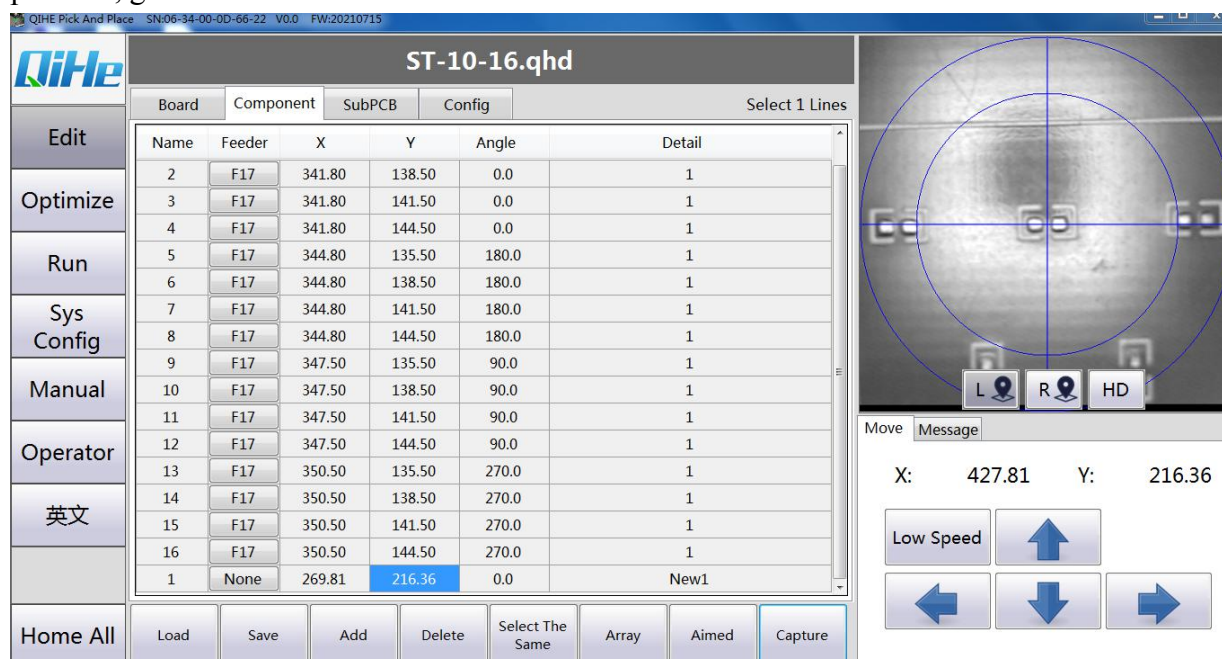 QIHE Pick And Place SN:06-34-00-0D-66-22 V0.0 FW:20210715
QiHe
ST-10-16.qhd
Board Component SubPCB Config Select 1 Lines
Edit
Optimize
Run
Sys
Config
Manual
Operator
英文
Home All
Name Feeder X Y Angle Detail
2 F17 341.80 138.50 0.0 1
3 F17 341.80 141.50 0.0 1
4 F17 341.80 144.50 0.0 1
5 F17 344.80 135.50 180.0 1
6 F17 344.80 138.50 180.0 1
7 F17 344.80 141.50 180.0 1
8 F17 344.80 144.50 180.0 1
9 F17 347.50 135.50 90.0 1
10 F17 347.50 138.50 90.0 1
11 F17 347.50 141.50 90.0 1
12 F17 347.50 144.50 90.0 1
13 F17 350.50 135.50 270.0 1
14 F17 350.50 138.50 270.0 1
15 F17 350.50 141.50 270.0 1
16 F17 350.50 144.50 270.0 1
1 None 269.81 216.36 0.0 New1
Load Save Add Delete Select The Same Array Aimed Capture
L R HD
Move Message
X: 427.81 Y: 216.36
Low Speed